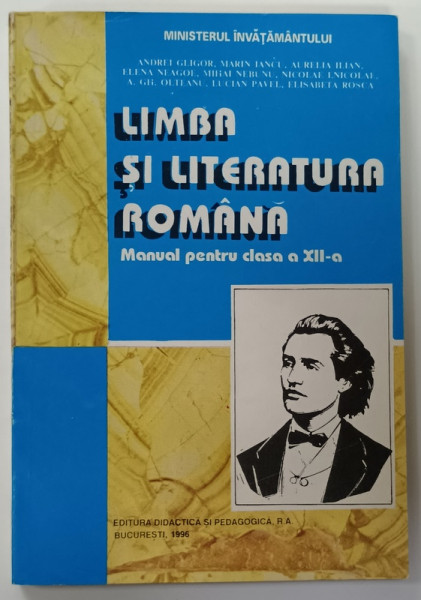 MINISTERUL ÎNVĂȚĂMÂNTULUI
ANDREI GLIGOR, MARIN IANCU, AURELIA ILIAN,
ELENA NEAGOE, MIHAI NEBUNU, NICOLAE I.NICOLAE,
A. GH. OLTEANU, LUCIAN PAVEL, ELISABETA ROȘCA
LIMBA
ȘI LITERATURA
ROMÂNĂ
Manual pentru clasa a XII-a
EDITURA DIDACTICĂ ȘI PEDAGOGICĂ, R.A.
BUCUREȘTI, 1996